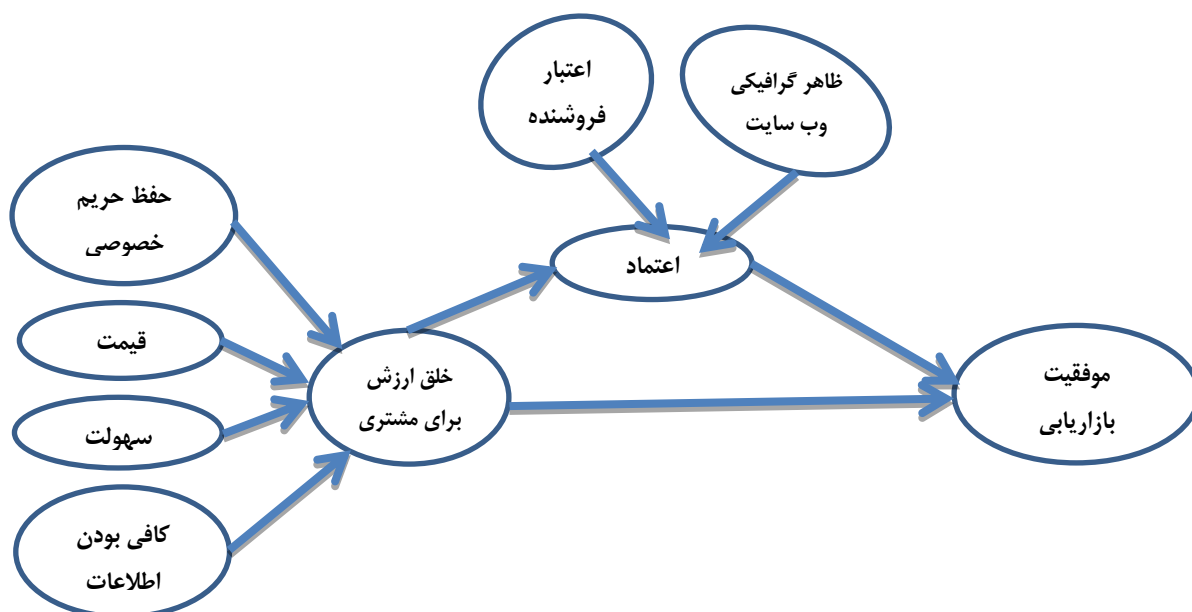 اعتبار
فروشنده
ظاهر گرافیکی
وب سایت
حفظ حریم
خصوصی
اعتماد
قیمت
خلق ارزش
برای مشتری
موفقیت
بازاریابی
سهولت
کافی بودن
اطلاعات